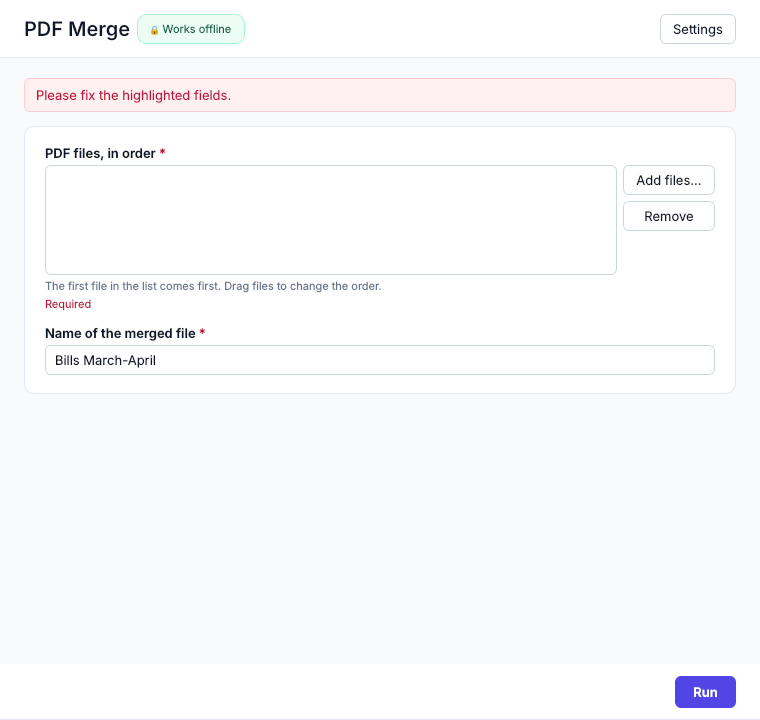 PDF Merge
🔒 Works offline
Settings
Please fix the highlighted fields.
PDF files, in order *
Add files...
Remove
The first file in the list comes first. Drag files to change the order.
Required
Name of the merged file *
Bills March-April
Run